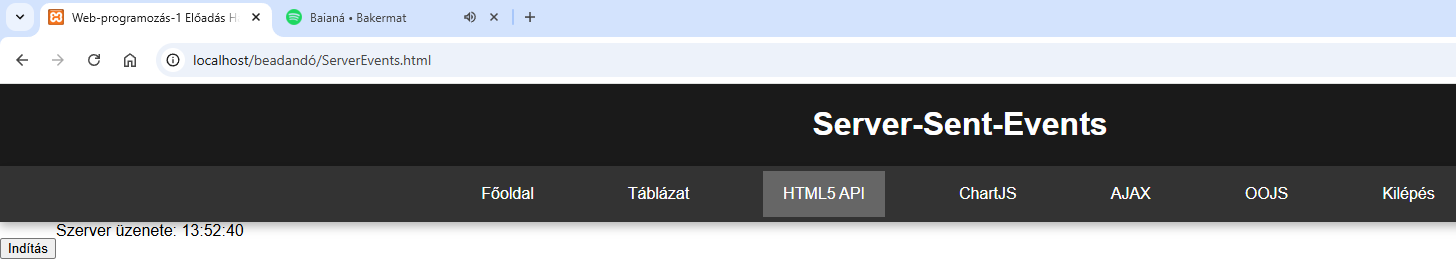 Web-programozás-1 Előadás H
Baianá • Bakermat
localhost/beadandó/ServerEvents.html
Server-Sent-Events
Főoldal Táblázat HTML5 API ChartJS AJAX OOJS Kilépés
Szerver üzenete: 13:52:40
Indítás